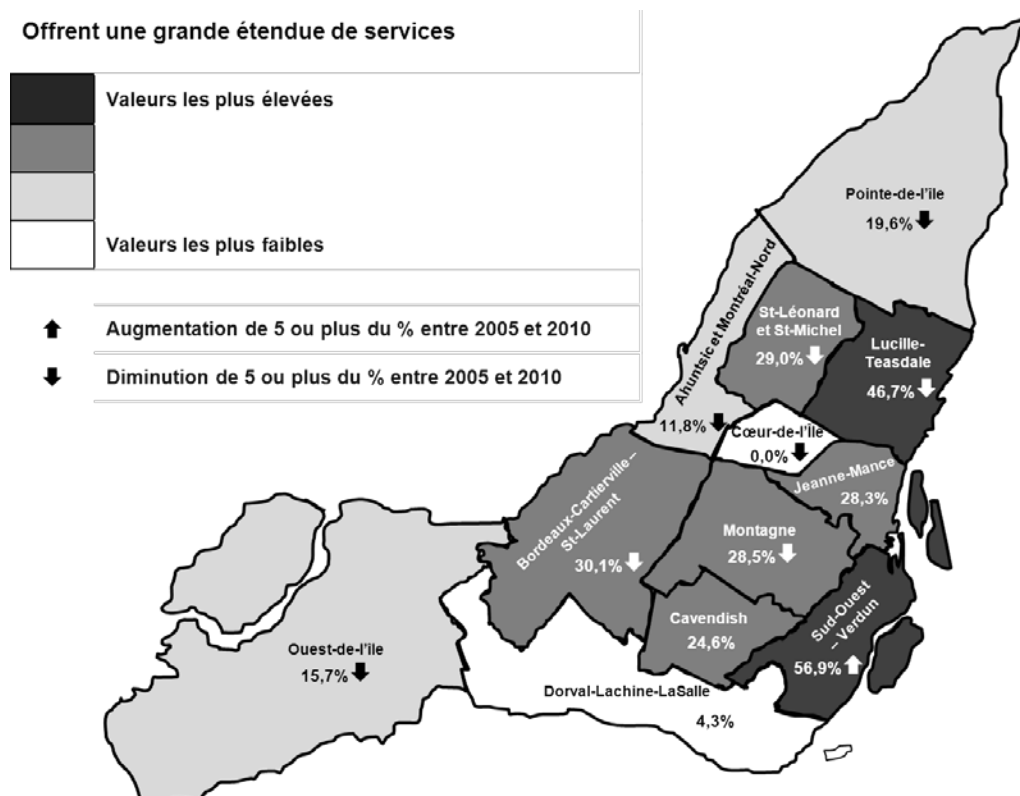 Offrent une grande étendue de services
Valeurs les plus élevées
Valeurs les plus faibles
Augmentation de 5 ou plus du % entre 2005 et 2010
Diminution de 5 ou plus du % entre 2005 et 2010
Pointe-de-l'île
19,6%
Ahuntsic et Montréal-Nord
11,8%
St-Léonard
et St-Michel
29,0%
Lucille-
Teasdale
46,7%
Cœur-de-l'Île
0,0%
Jeanne-Mance
28,3%
Bordeaux-Cartierville –
St-Laurent
30,1%
Montagne
28,5%
Cavendish
24,6%
Sud-Ouest
– Verdun
56,9%
Ouest-de-l'île
15,7%
Dorval-Lachine-LaSalle
4,3%